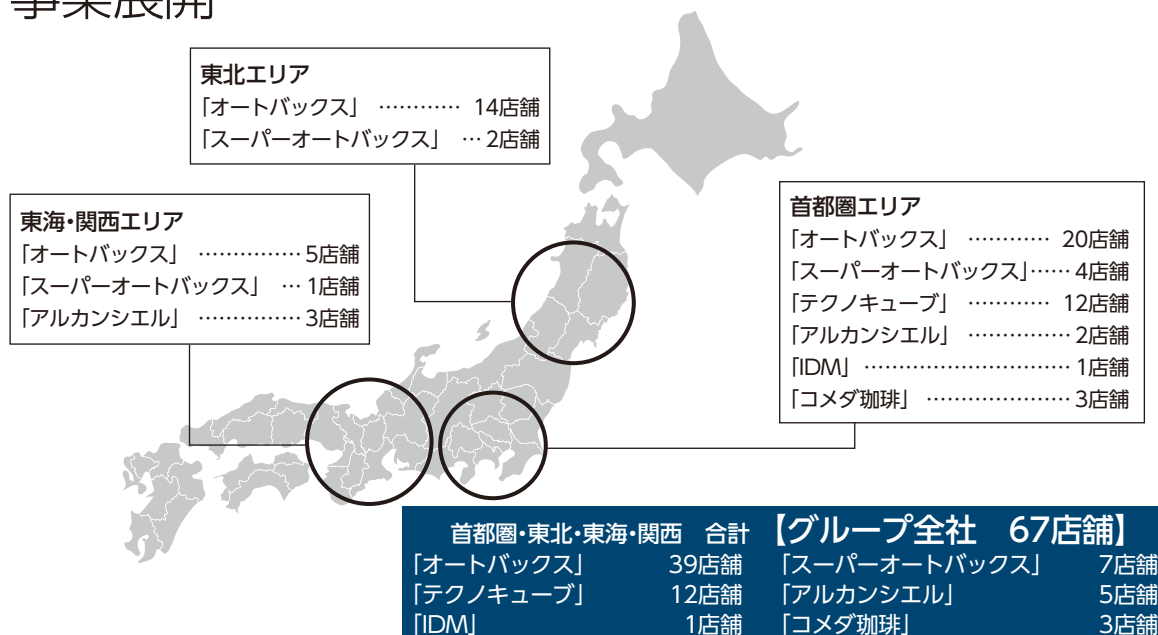 事業展開
東北エリア
「オートバックス」 ………… 14店舗
「スーパーオートバックス」 … 2店舗
東海・関西エリア
「オートバックス」 …………… 5店舗
「スーパーオートバックス」 … 1店舗
「アルカンシエル」 …………… 3店舗
首都圏エリア
「オートバックス」 ………… 20店舗
「スーパーオートバックス」…… 4店舗
「テクノキューブ」 ………… 12店舗
「アルカンシエル」 …………… 2店舗
「IDM」 ………………………… 1店舗
「コメダ珈琲」 ………………… 3店舗
首都圏・東北・東海・関西 合計 【グループ全社 67店舗】
「オートバックス」 39店舗 「スーパーオートバックス」 7店舗
「テクノキューブ」 12店舗 「アルカンシエル」 5店舗
「IDM」 1店舗 「コメダ珈琲」 3店舗